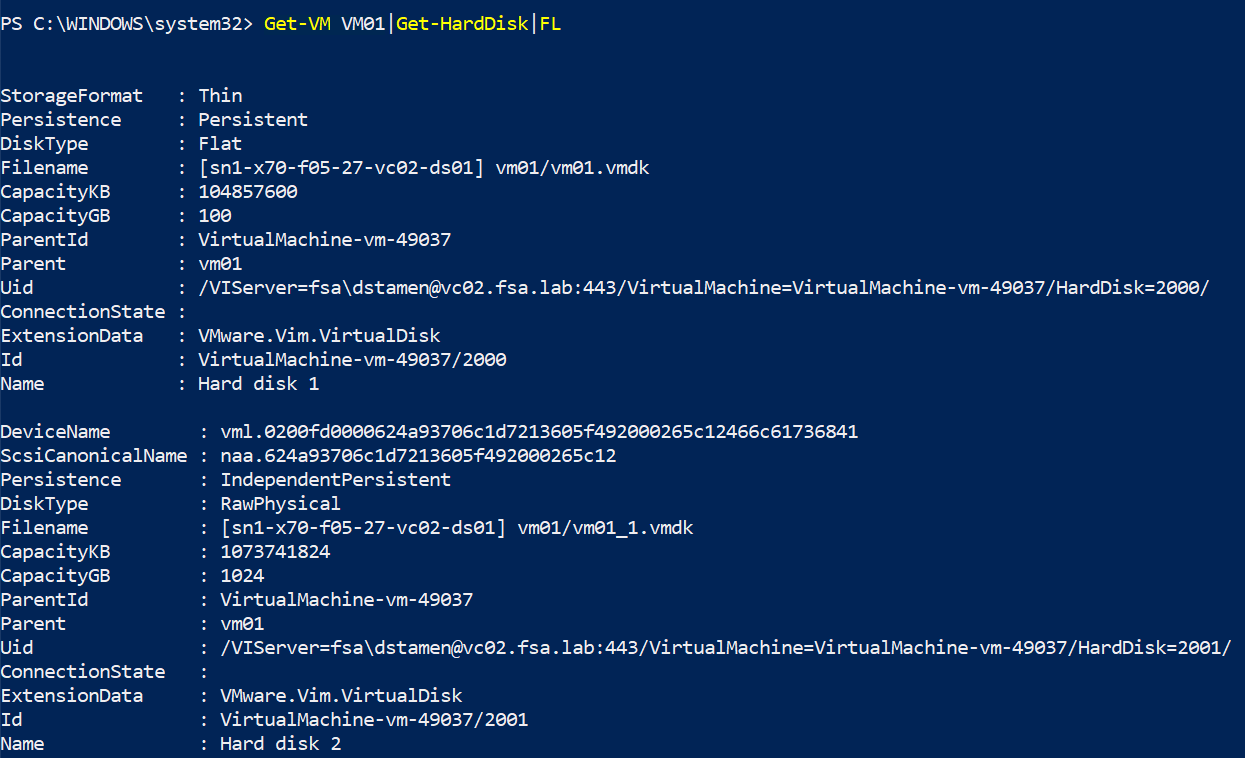 PS C:\WINDOWS\system32> Get-VM VM01|Get-HardDisk|FL
StorageFormat   : Thin
Persistence     : Persistent
DiskType        : Flat
Filename        : [sn1-x70-f05-27-vc02-ds01] vm01/vm01.vmdk
CapacityKB      : 104857600
CapacityGB      : 100
ParentId        : VirtualMachine-vm-49037
Parent          : vm01
Uid             : /VIServer=fsa\dstamen@vc02.fsa.lab:443/VirtualMachine=VirtualMachine-vm-49037/HardDisk=2000/
ConnectionState :
ExtensionData   : VMware.Vim.VirtualDisk
Id              : VirtualMachine-vm-49037/2000
Name            : Hard disk 1
DeviceName        : vml.0200fd0000624a93706c1d7213605f492000265c12466c61736841
ScsiCanonicalName : naa.624a93706c1d7213605f492000265c12
Persistence       : IndependentPersistent
DiskType          : RawPhysical
Filename          : [sn1-x70-f05-27-vc02-ds01] vm01/vm01_1.vmdk
CapacityKB        : 1073741824
CapacityGB        : 1024
ParentId          : VirtualMachine-vm-49037
Parent            : vm01
Uid               : /VIServer=fsa\dstamen@vc02.fsa.lab:443/VirtualMachine=VirtualMachine-vm-49037/HardDisk=2001/
ConnectionState   :
ExtensionData     : VMware.Vim.VirtualDisk
Id                : VirtualMachine-vm-49037/2001
Name              : Hard disk 2